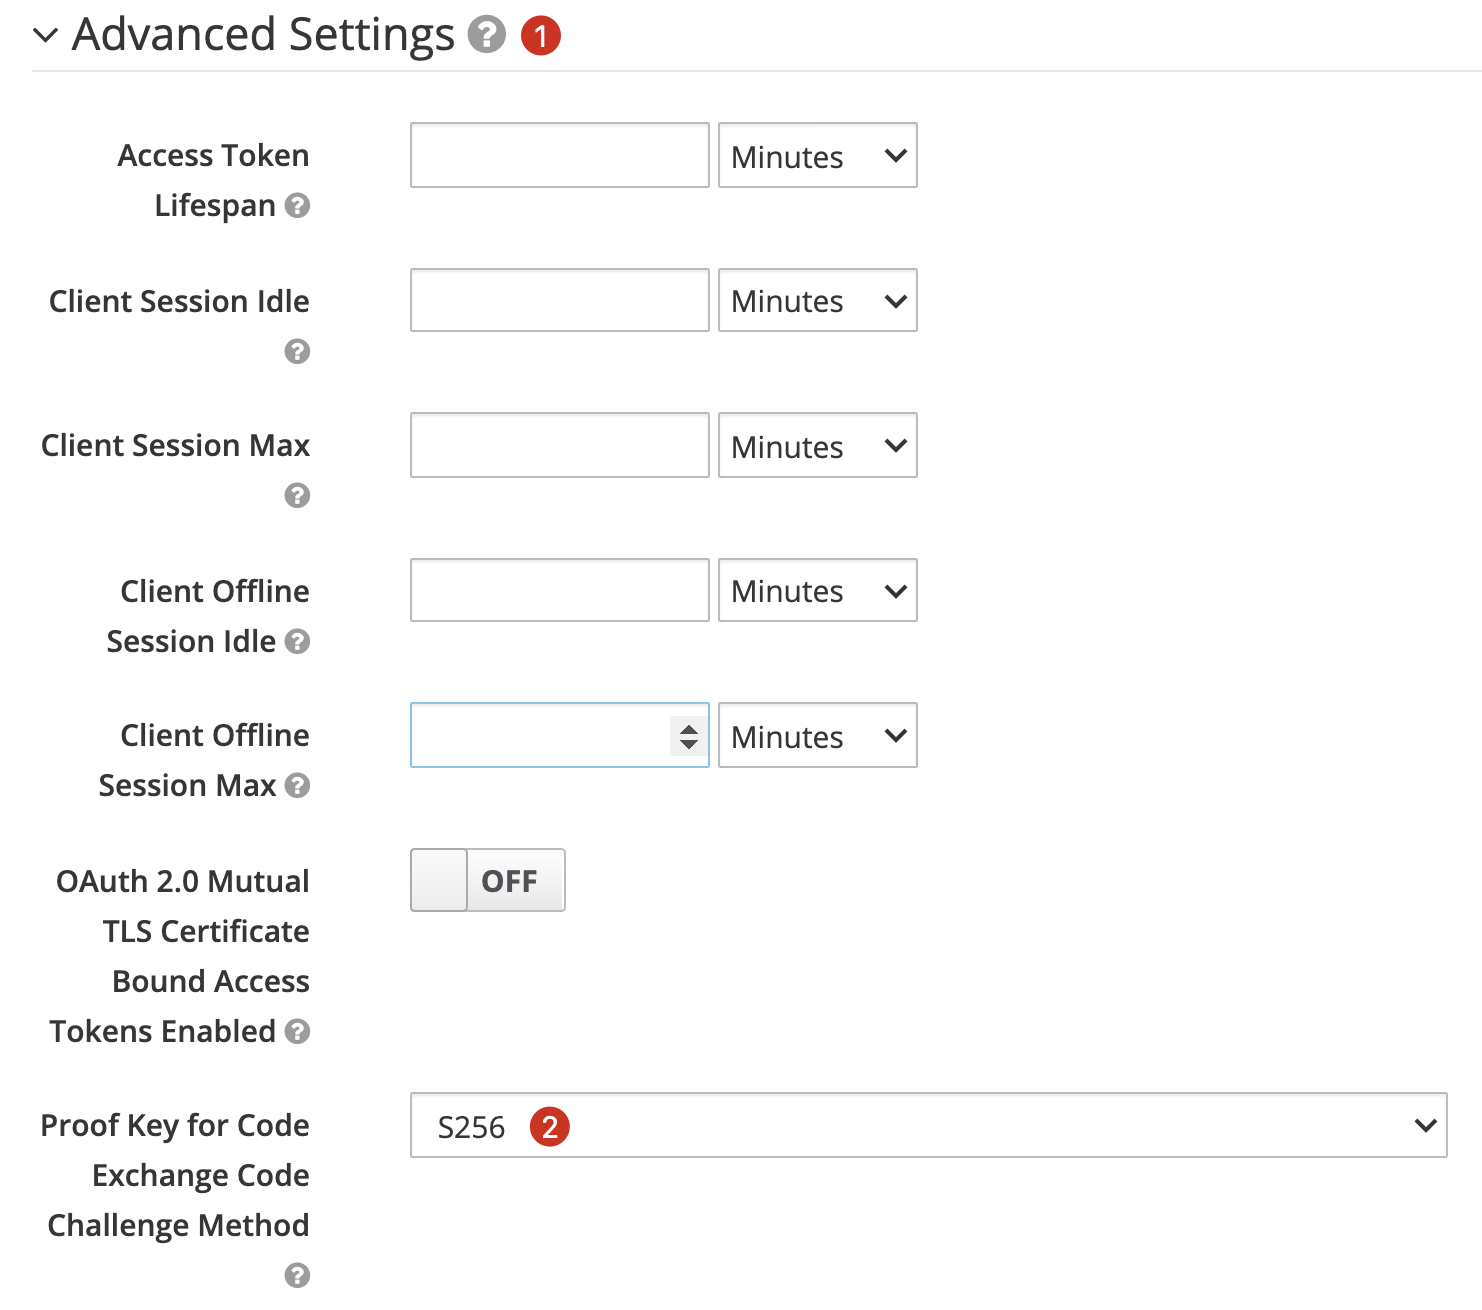 Advanced Settings ? 1
Access Token
Lifespan ?
Minutes
Client Session Idle
?
Minutes
Client Session Max
?
Minutes
Client Offline
Session Idle ?
Minutes
Client Offline
Session Max ?
Minutes
OAuth 2.0 Mutual
TLS Certificate
Bound Access
Tokens Enabled ?
OFF
Proof Key for Code
Exchange Code
Challenge Method
?
S256 2